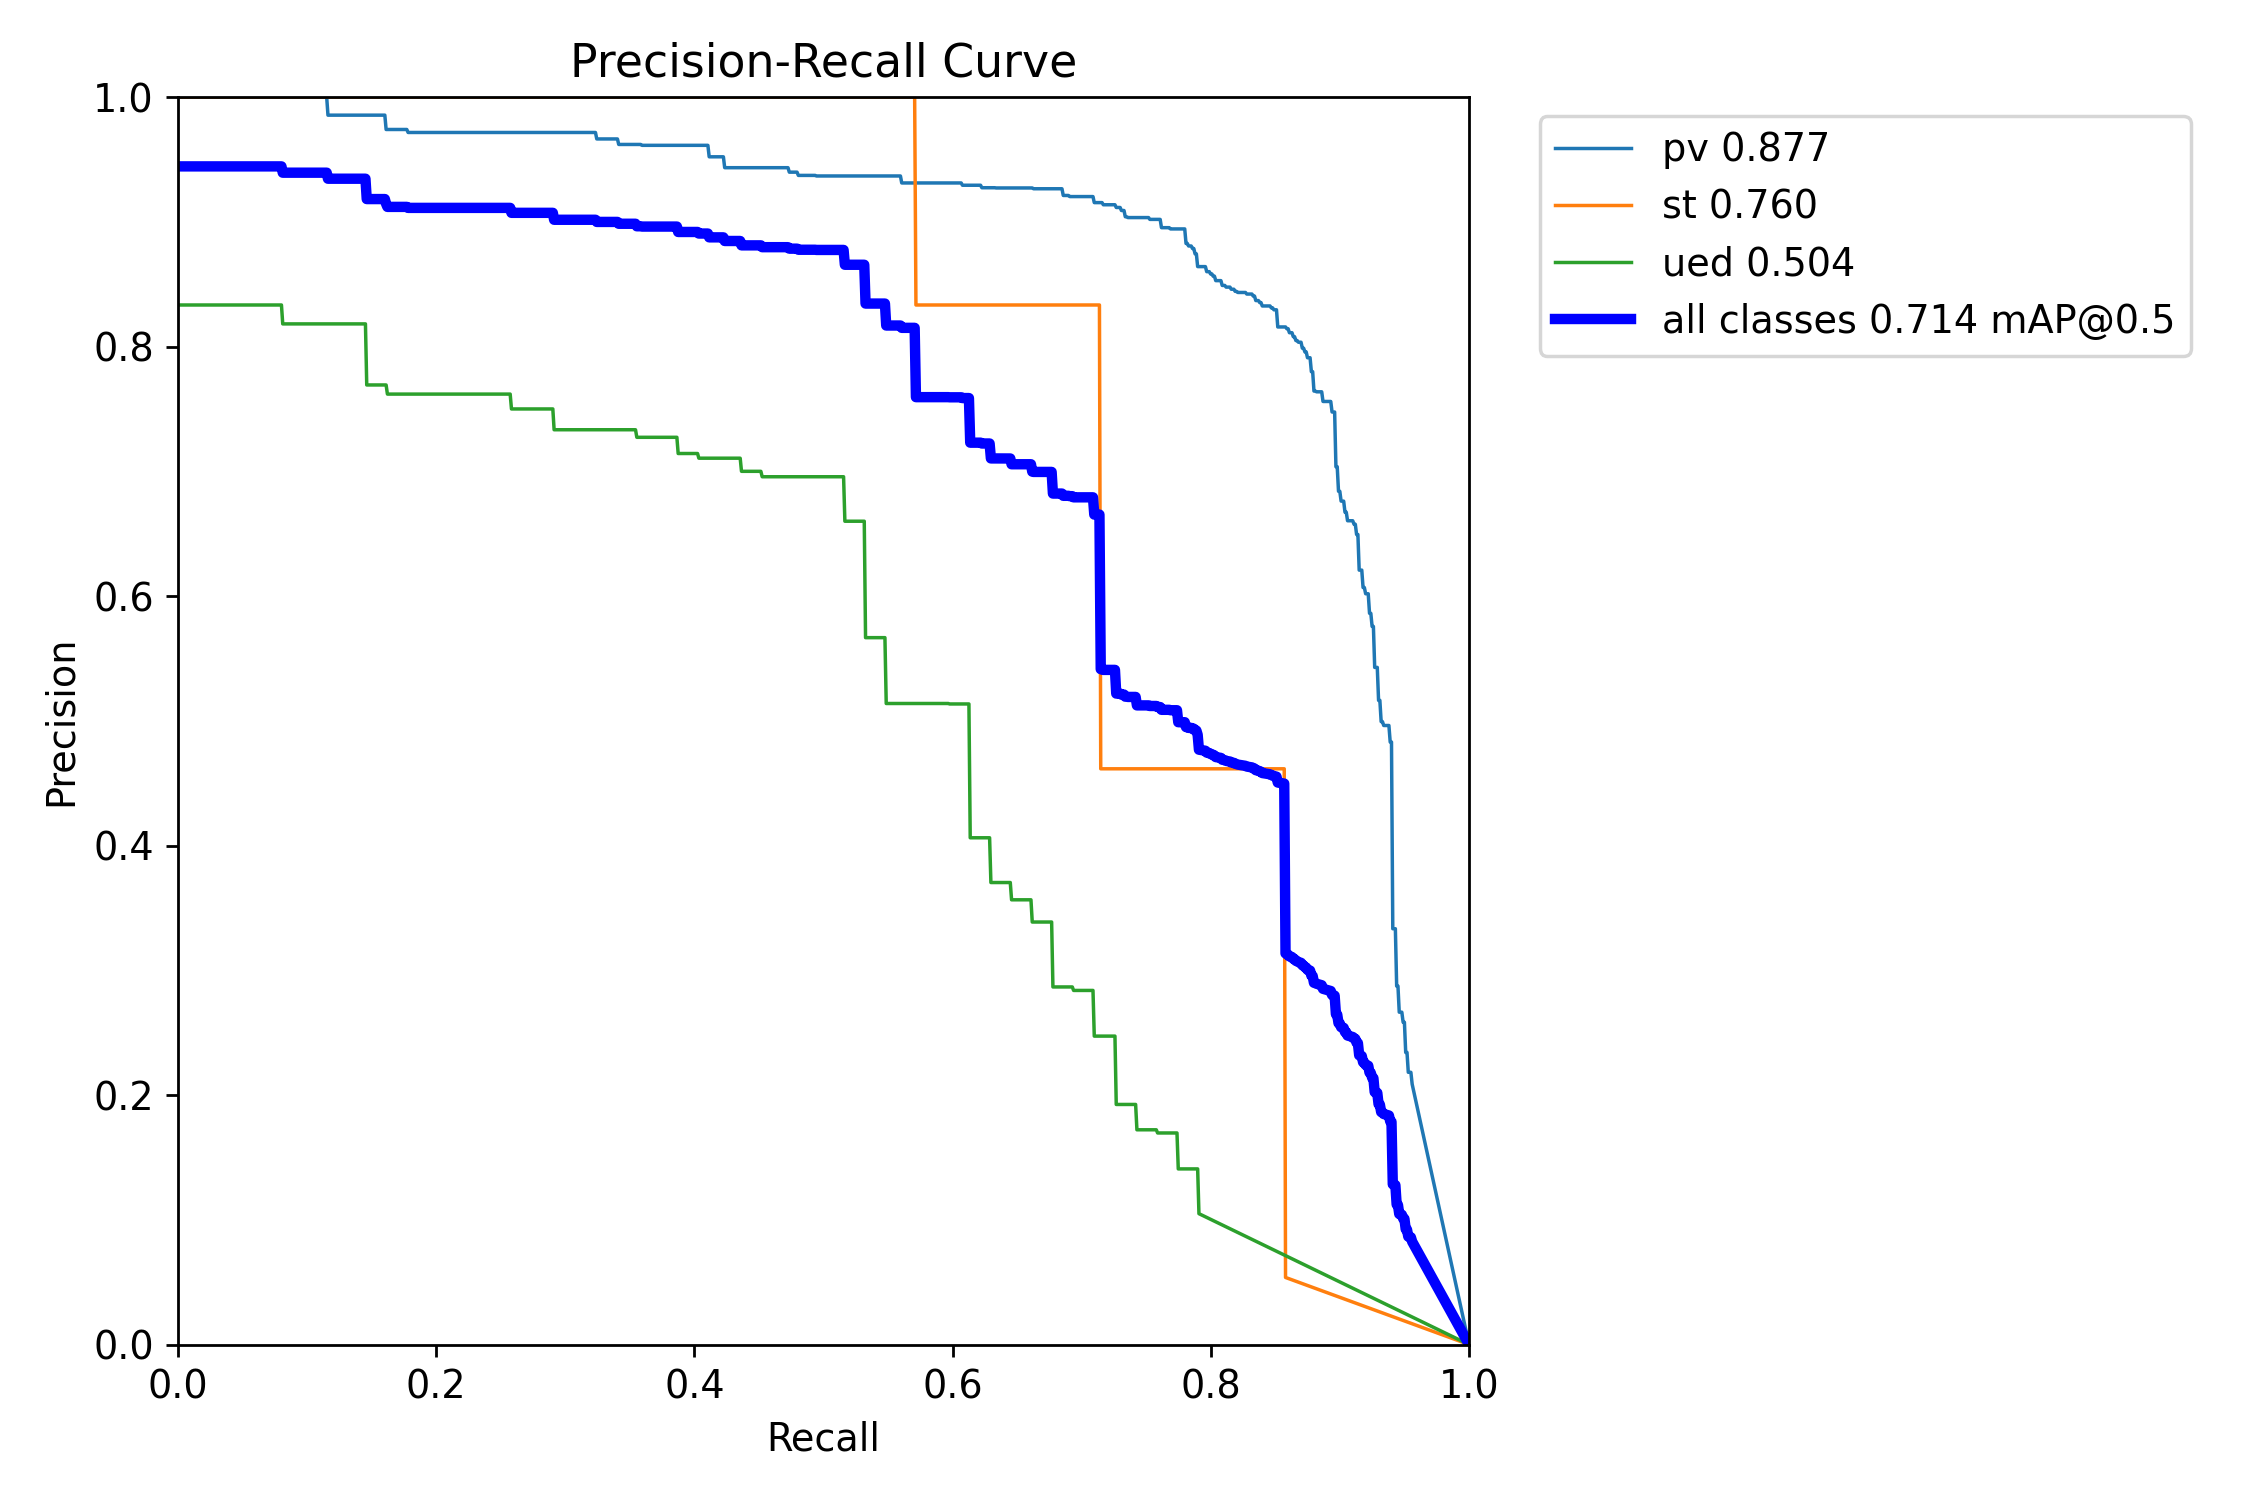 Precision-Recall Curve
1.0
0.8
0.6
0.4
0.2
0.0
Precision
0.0 0.2 0.4 0.6 0.8 1.0
Recall
pv 0.877
st 0.760
ued 0.504
all classes 0.714 mAP@0.5